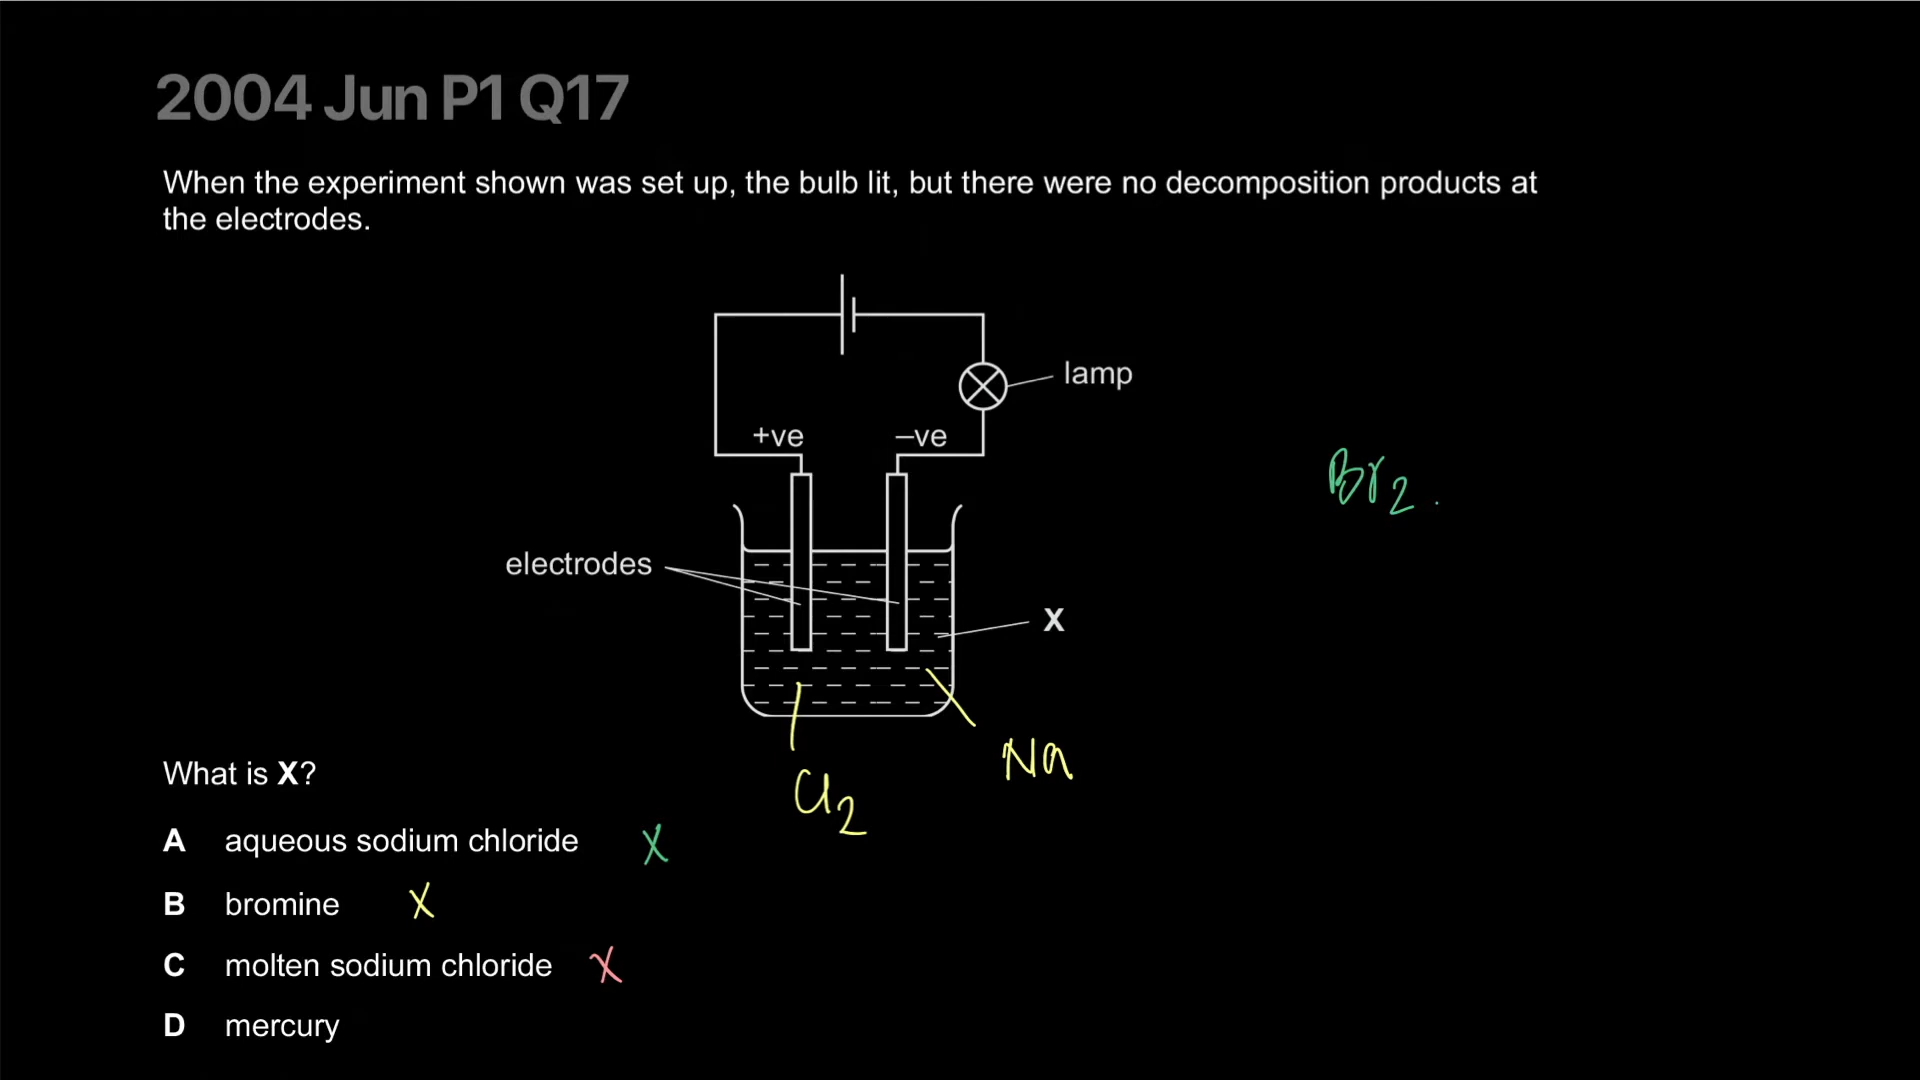 2004 Jun P1 Q17
When the experiment shown was set up, the bulb lit, but there were no decomposition products at
the electrodes.
lamp
+ve
–ve
Br2.
electrodes
X
Na
What is X?
Cl2
A aqueous sodium chloride X
B bromine X
C molten sodium chloride X
D mercury